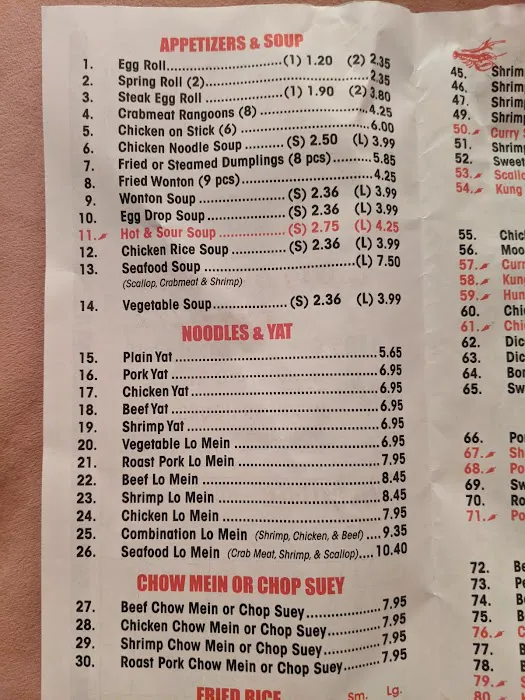 APPETIZERS & SOUP
1. Egg Roll (1) 1.20 (2) 2.35
2. Spring Roll (2) 2.35
3. Steak Egg Roll (1) 1.90 (2) 3.80
4. Crabmeat Rangoons (8) 4.25
5. Chicken on Stick (6) 6.00
6. Chicken Noodle Soup (S) 2.50 (L) 3.99
7. Fried or Steamed Dumplings (8 pcs) 5.85
8. Fried Wonton (9 pcs) 4.25
9. Wonton Soup (S) 2.36 (L) 3.99
10. Egg Drop Soup (S) 2.36 (L) 3.99
11. Hot & Sour Soup (S) 2.75 (L) 4.25
12. Chicken Rice Soup (S) 2.36 (L) 3.99
13. Seafood Soup (L) 7.50
(Scallop, Crabmeat & Shrimp)
14. Vegetable Soup (S) 2.36 (L) 3.99
NOODLES & YAT
15. Plain Yat 5.65
16. Pork Yat 6.95
17. Chicken Yat 6.95
18. Beef Yat 6.95
19. Shrimp Yat 6.95
20. Vegetable Lo Mein 6.95
21. Roast Pork Lo Mein 7.95
22. Beef Lo Mein 8.45
23. Shrimp Lo Mein 8.45
24. Chicken Lo Mein 7.95
25. Combination Lo Mein (Shrimp, Chicken, & Beef) 9.35
26. Seafood Lo Mein (Crab Meat, Shrimp, & Scallop) 10.40
CHOW MEIN OR CHOP SUEY
27. Beef Chow Mein or Chop Suey 7.95
28. Chicken Chow Mein or Chop Suey 7.95
29. Shrimp Chow Mein or Chop Suey 7.95
30. Roast Pork Chow Mein or Chop Suey 7.95
FRIED RICE Sm. Lg.
45. Shrim
46. Shrim
47. Shrim
49. Shrimp
50. Curry
51. Shrim
52. Sweet
53. Scall
54. Kung
55. Chic
56. Moo
57. Curr
58. Kun
59. Hun
60. Chi
61. Chi
62. Dic
63. Dic
64. Bo
65. Sw
66. Po
67. Sh
68. Po
69. Sw
70. Ro
71. Po
72. Be
73. P
74. B
75. B
76. C
77. B
78. B
79.
80.